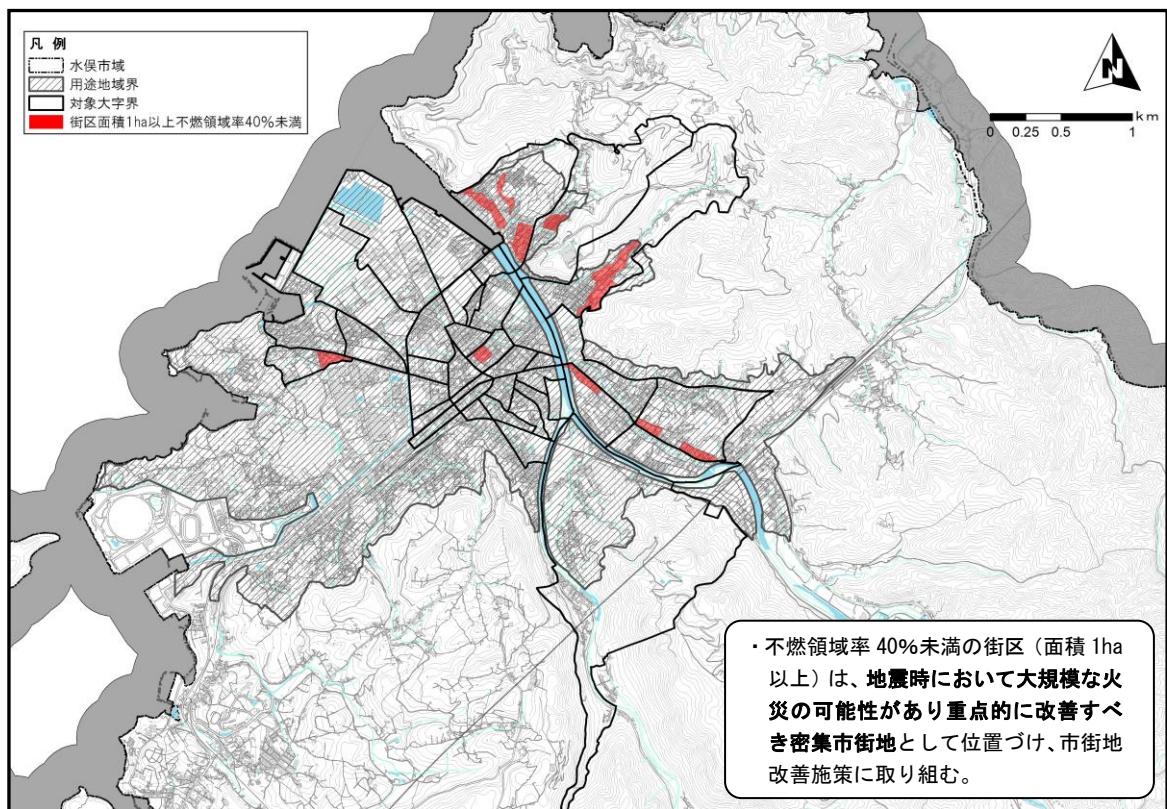 凡 例
水俣市域
用途地域界
対象大字界
街区面積1ha以上不燃領域率40％未満
N
km
0 0.25 0.5 1
・不燃領域率 40％未満の街区（面積 1ha
以上）は、地震時において大規模な火
災の可能性があり重点的に改善すべ
き密集市街地として位置づけ、市街地
改善施策に取り組む。